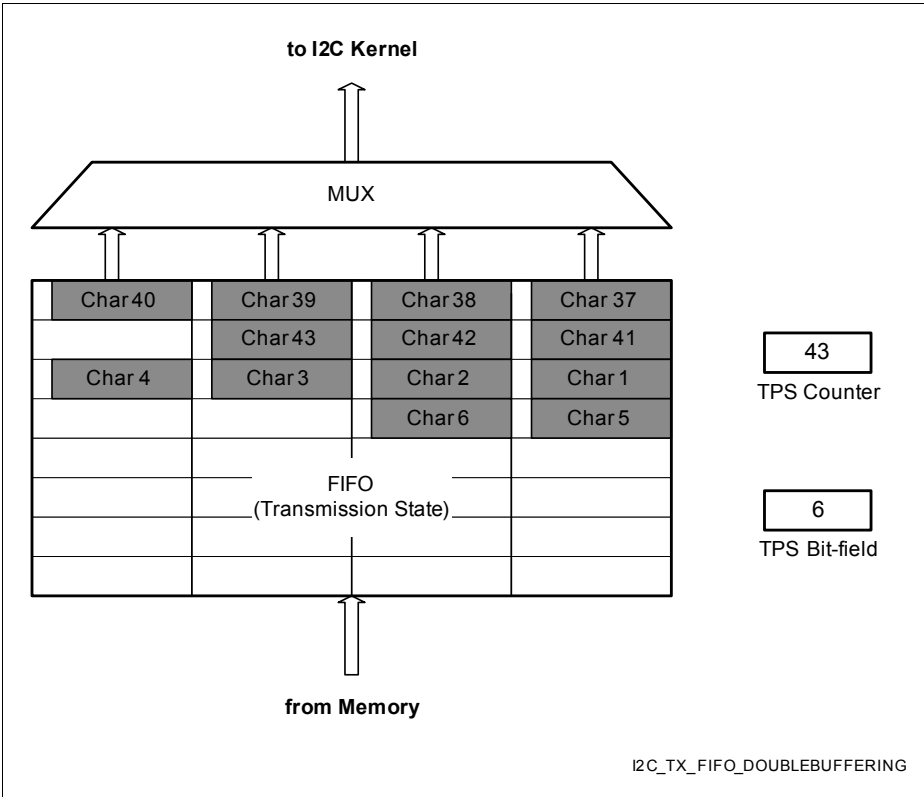 to I2C Kernel
MUX
Char 40 Char 39 Char 38 Char 37
Char 43 Char 42 Char 41
Char 4 Char 3 Char 2 Char 1
Char 6 Char 5
43
TPS Counter
FIFO
(Transmission State)
6
TPS Bit-field
from Memory
I2C_TX_FIFO_DOUBLEBUFFERING